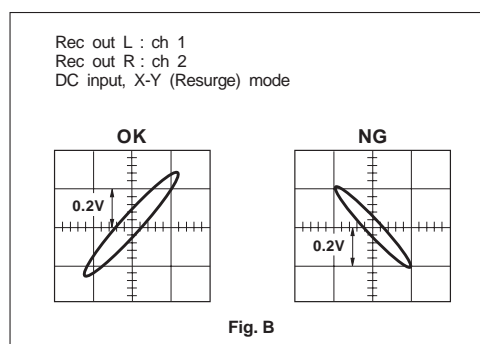 Rec out L : ch 1
Rec out R : ch 2
DC input, X-Y (Resurge) mode
OK
NG
0.2V
0.2V
Fig. B